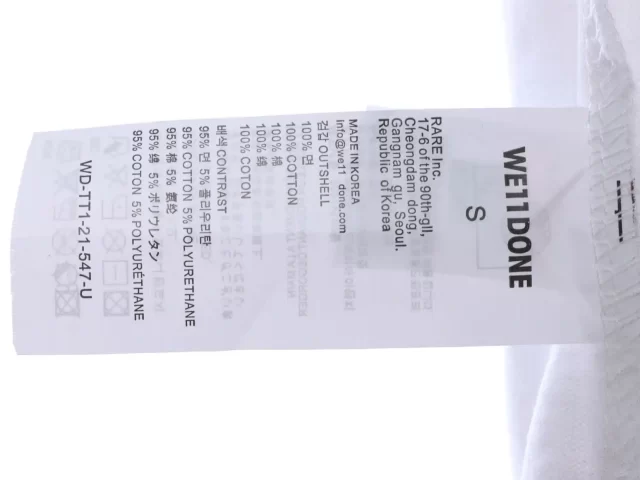 WE11DONE
S
RARE Inc.
17-6 of the 90th-gil,
Cheongdam dong,
Gangnam gu, Seoul.
Republic of Korea
MADE IN KOREA
info@we11 done.com
겉감 OUTSHELL
100% 면
100% COTTON
100% 棉
100% 綿
100% COTON
배색 CONTRAST
95% 면 5% 폴리우리탄
95% COTTON 5% POLYURETHANE
95% 棉 5% 氨纶
95% 綿 5% ポリウレタン
95% COTON 5% POLYURÉTHANE
WD-TT1-21-547-U